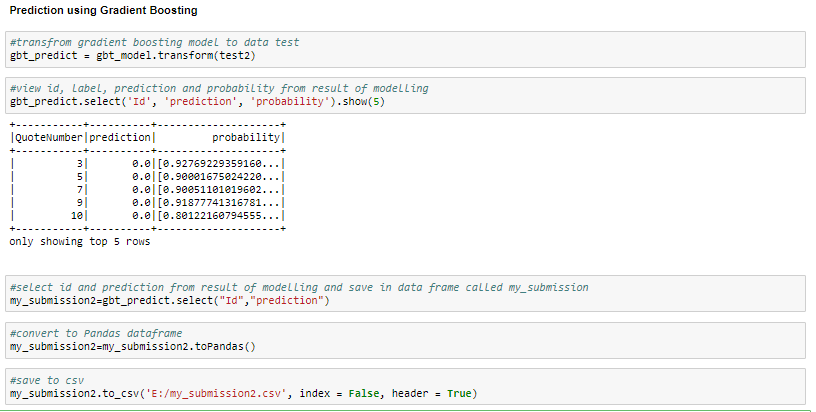 Prediction using Gradient Boosting
#transfrom gradient boosting model to data test
gbt_predict = gbt_model.transform(test2)
#view id, label, prediction and probability from result of modelling
gbt_predict.select('Id', 'prediction', 'probability').show(5)
+-----------+----------+--------------------+
|QuoteNumber|prediction|         probability|
+-----------+----------+--------------------+
|          3|       0.0|[0.92769229359160...|
|          5|       0.0|[0.90001675024220...|
|          7|       0.0|[0.90051101019602...|
|          9|       0.0|[0.91877741316781...|
|         10|       0.0|[0.80122160794555...|
+-----------+----------+--------------------+
only showing top 5 rows
#select id and prediction from result of modelling and save in data frame called my_submission
my_submission2=gbt_predict.select("Id","prediction")
#convert to Pandas dataframe
my_submission2=my_submission2.toPandas()
#save to csv
my_submission2.to_csv('E:/my_submission2.csv', index = False, header = True)